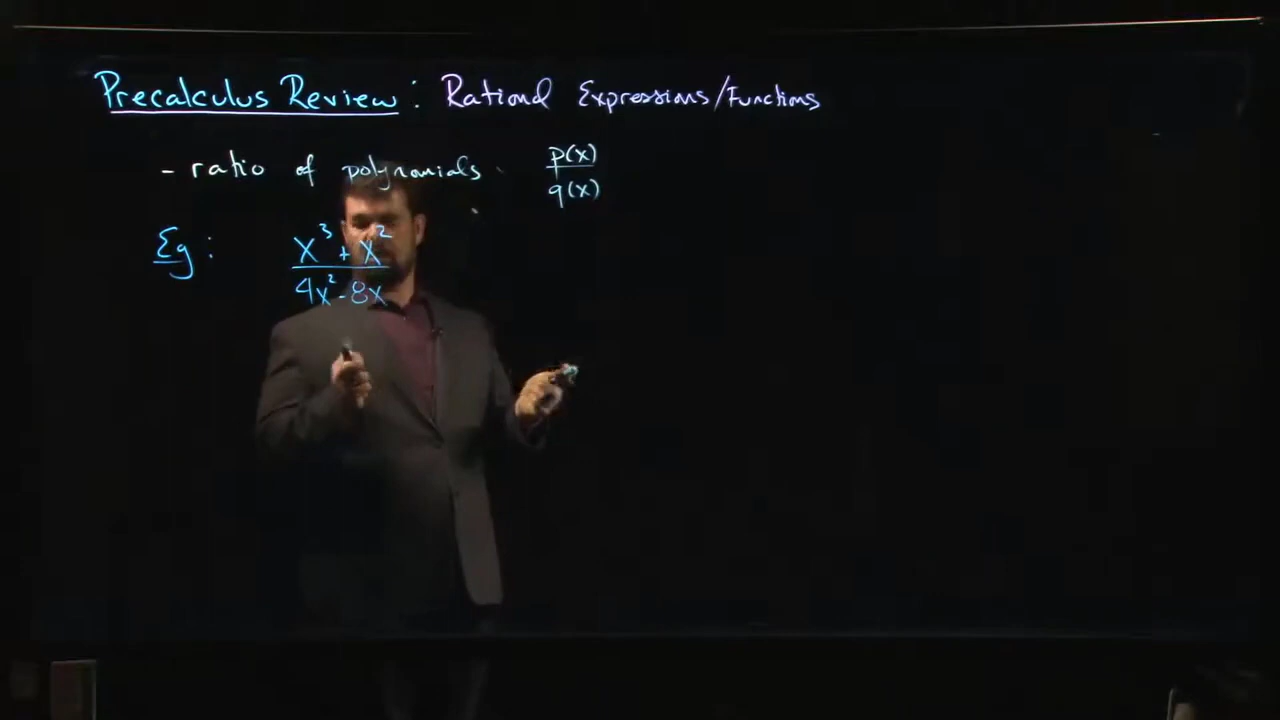 Precalculus Review: Rational Expressions/Functions
- ratio of polynomials. p(x)/q(x)
Eg: (x³ + x²)/(4x² - 8x)